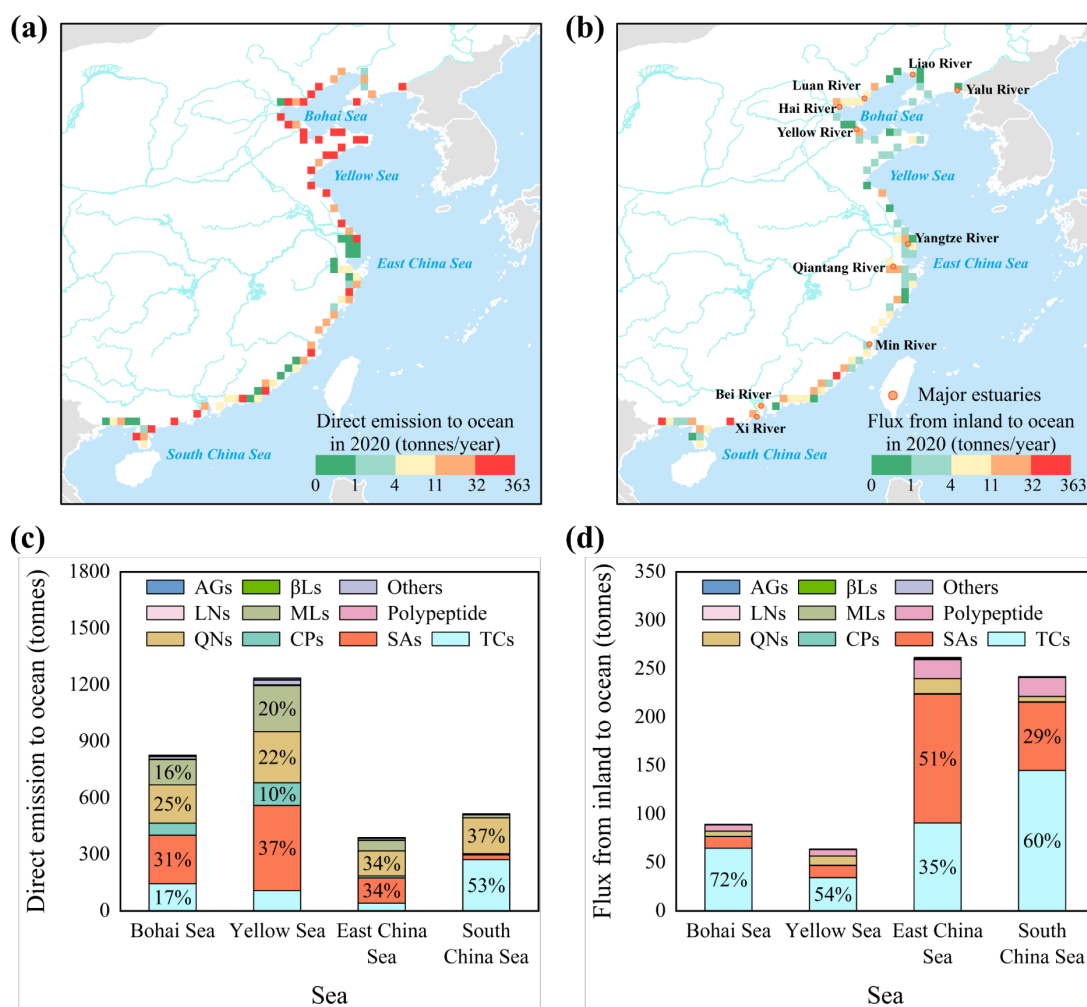 (a)
Bohai Sea
Yellow Sea
East China Sea
South China Sea
Direct emission to ocean
in 2020 (tonnes/year)
0 1 4 11 32 363
(b)
Liao River
Luan River
Yalu River
Hai River
Bohai Sea
Yellow River
Yellow Sea
Yangtze River
East China Sea
Qiantang River
Min River
Bei River
Major estuaries
Xi River
Flux from inland to ocean
in 2020 (tonnes/year)
South China Sea
0 1 4 11 32 363
(c)
Direct emission to ocean (tonnes)
1800
1500
1200
900
600
300
0
AGs βLs Others
LNs MLs Polypeptide
QNs CPs SAs TCs
16%
25%
31%
17%
20%
22%
10%
37%
34%
34%
37%
53%
Bohai Sea Yellow Sea East China South
Sea China Sea
Sea
(d)
Flux from inland to ocean (tonnes)
350
300
250
200
150
100
50
0
AGs βLs Others
LNs MLs Polypeptide
QNs CPs SAs TCs
72%
54%
51%
35%
29%
60%
Bohai Sea Yellow Sea East China South
Sea China Sea
Sea